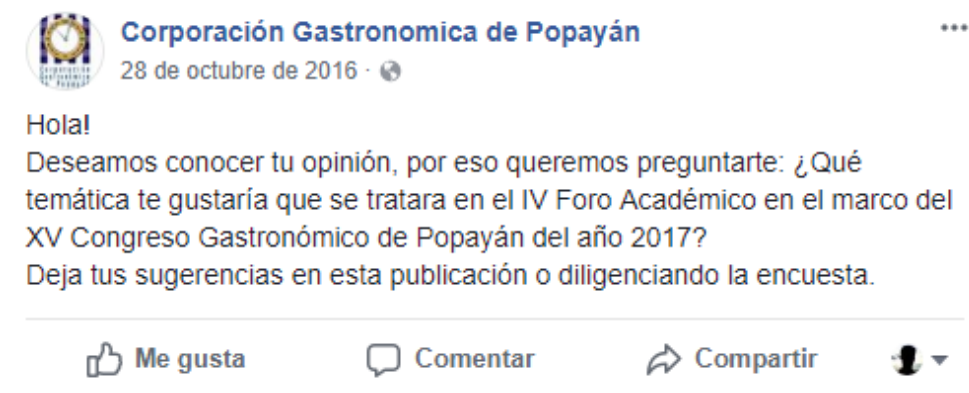 Corporación Gastronomica de Popayán
28 de octubre de 2016 ·
Hola!
Deseamos conocer tu opinión, por eso queremos preguntarte: ¿Qué
temática te gustaría que se tratara en el IV Foro Académico en el marco del
XV Congreso Gastronómico de Popayán del año 2017?
Deja tus sugerencias en esta publicación o diligenciando la encuesta.
Me gusta Comentar Compartir